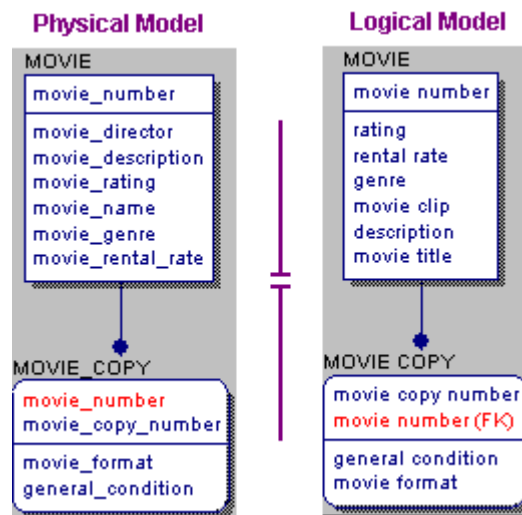 Physical Model
MOVIE
movie_number
movie_director
movie_description
movie_rating
movie_name
movie_genre
movie_rental_rate
MOVIE_COPY
movie_number
movie_copy_number
movie_format
general_condition
Logical Model
MOVIE
movie number
rating
rental rate
genre
movie clip
description
movie title
MOVIE COPY
movie copy number
movie number (FK)
general condition
movie format